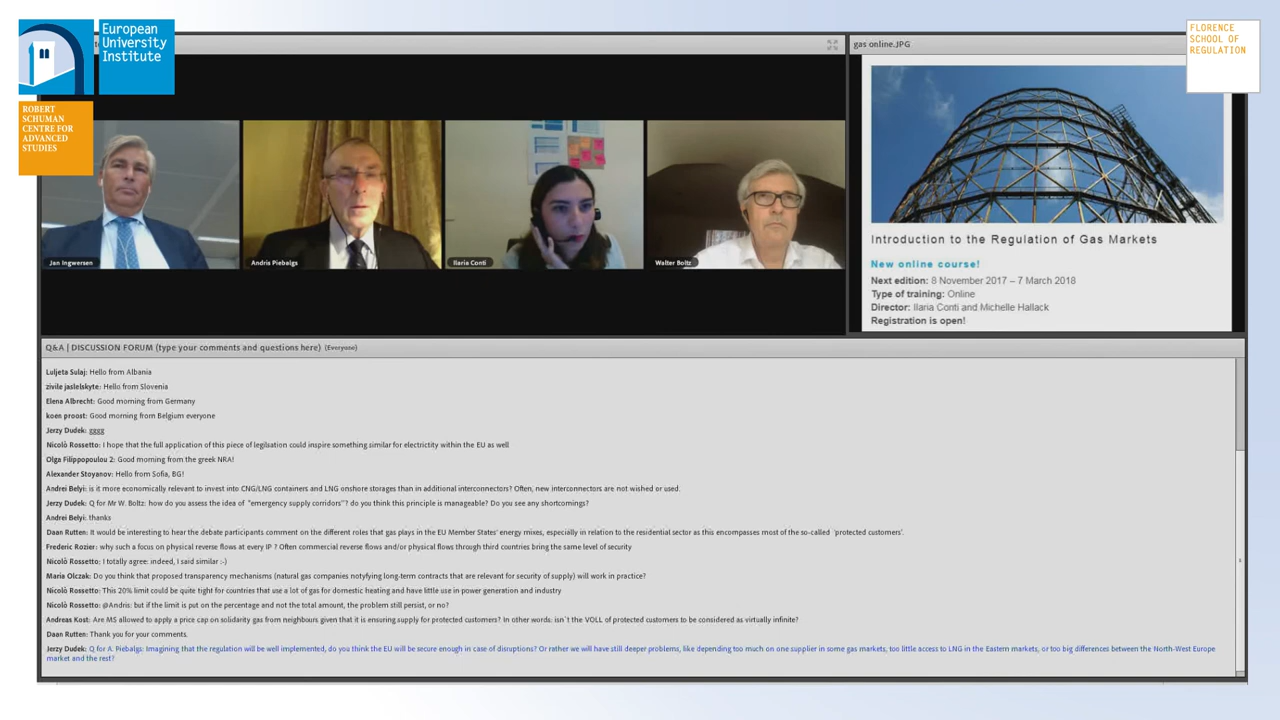 European
University
Institute
ROBERT
SCHUMAN
CENTRE FOR
ADVANCED
STUDIES
gas online.JPG
FLORENCE
SCHOOL OF
REGULATION
Jan Ingwersen
Andris Piebalgs
Ilaria Conti
Walter Boltz
Introduction to the Regulation of Gas Markets
New online course!
Next edition: 8 November 2017 – 7 March 2018
Type of training: Online
Director: Ilaria Conti and Michelle Hallack
Registration is open!
Q&A | DISCUSSION FORUM (type your comments and questions here) (Everyone)
Luljeta Sulaj: Hello from Albania
zivile jaslelskyte: Hello from Slovenia
Elena Albrecht: Good morning from Germany
koen proost: Good morning from Belgium everyone
Jerzy Dudek: gggg
Nicolò Rossetto: I hope that the full application of this piece of legilsation could inspire something similar for electrictity within the EU as well
Olga Filippopoulou 2: Good morning from the greek NRA!
Alexander Stoyanov: Hello from Sofia, BG!
Andrei Belyi: is it more economically relevant to invest into CNG/LNG containers and LNG onshore storages than in additional interconnectors? Often, new interconnectors are not wished or used.
Jerzy Dudek: Q for Mr W. Boltz: how do you assess the idea of "emergency supply corridors"? do you think this principle is manageable? Do you see any shortcomings?
Andrei Belyi: thanks
Daan Rutten: It would be interesting to hear the debate participants comment on the different roles that gas plays in the EU Member States' energy mixes, especially in relation to the residential sector as this encompasses most of the so-called 'protected customers'.
Frederic Rozier: why such a focus on physical reverse flows at every IP ? Often commercial reverse flows and/or physical flows through third countries bring the same level of security
Nicolò Rossetto: I totally agree: indeed, I said similar :-)
Maria Olczak: Do you think that proposed transparency mechanisms (natural gas companies notyfying long-term contracts that are relevant for security of supply) will work in practice?
Nicolò Rossetto: This 20% limit could be quite tight for countries that use a lot of gas for domestic heating and have little use in power generation and industry
Nicolò Rossetto: @Andris: but if the limit is put on the percentage and not the total amount, the problem still persist, or no?
Andreas Kost: Are MS allowed to apply a price cap on solidarity gas from neighbours given that it is ensuring supply for protected customers? In other words: isn´t the VOLL of protected customers to be considered as virtually infinite?
Daan Rutten: Thank you for your comments.
Jerzy Dudek: Q for A. Piebalgs: Imagining that the regulation will be well implemented, do you think the EU will be secure enough in case of disruptions? Or rather we will have still deeper problems, like depending too much on one supplier in some gas markets, too little access to LNG in the Eastern markets, or too big differences between the North-West Europe
market and the rest?